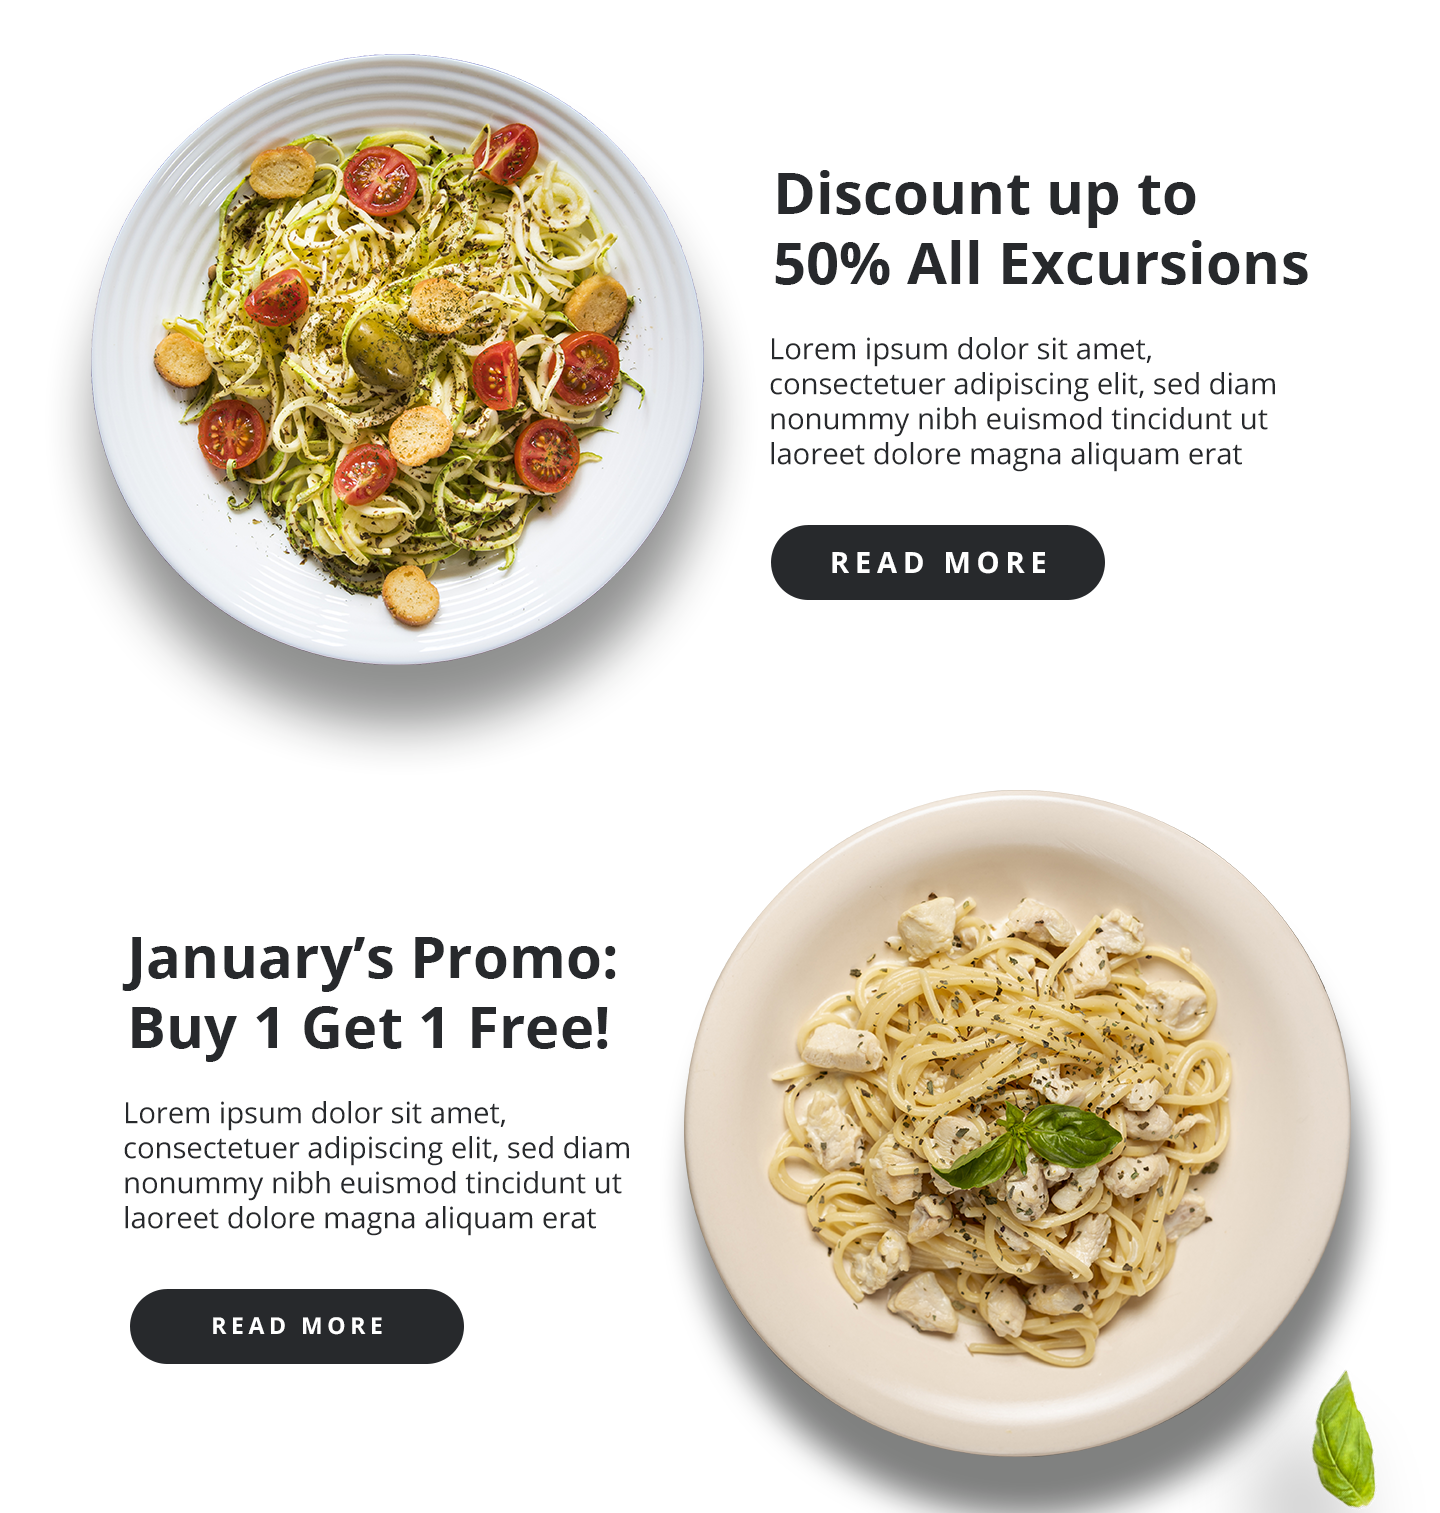 Discount up to
50% All Excursions
Lorem ipsum dolor sit amet,
consectetuer adipiscing elit, sed diam
nonummy nibh euismod tincidunt ut
laoreet dolore magna aliquam erat
READ MORE
January’s Promo:
Buy 1 Get 1 Free!
Lorem ipsum dolor sit amet,
consectetuer adipiscing elit, sed diam
nonummy nibh euismod tincidunt ut
laoreet dolore magna aliquam erat
READ MORE